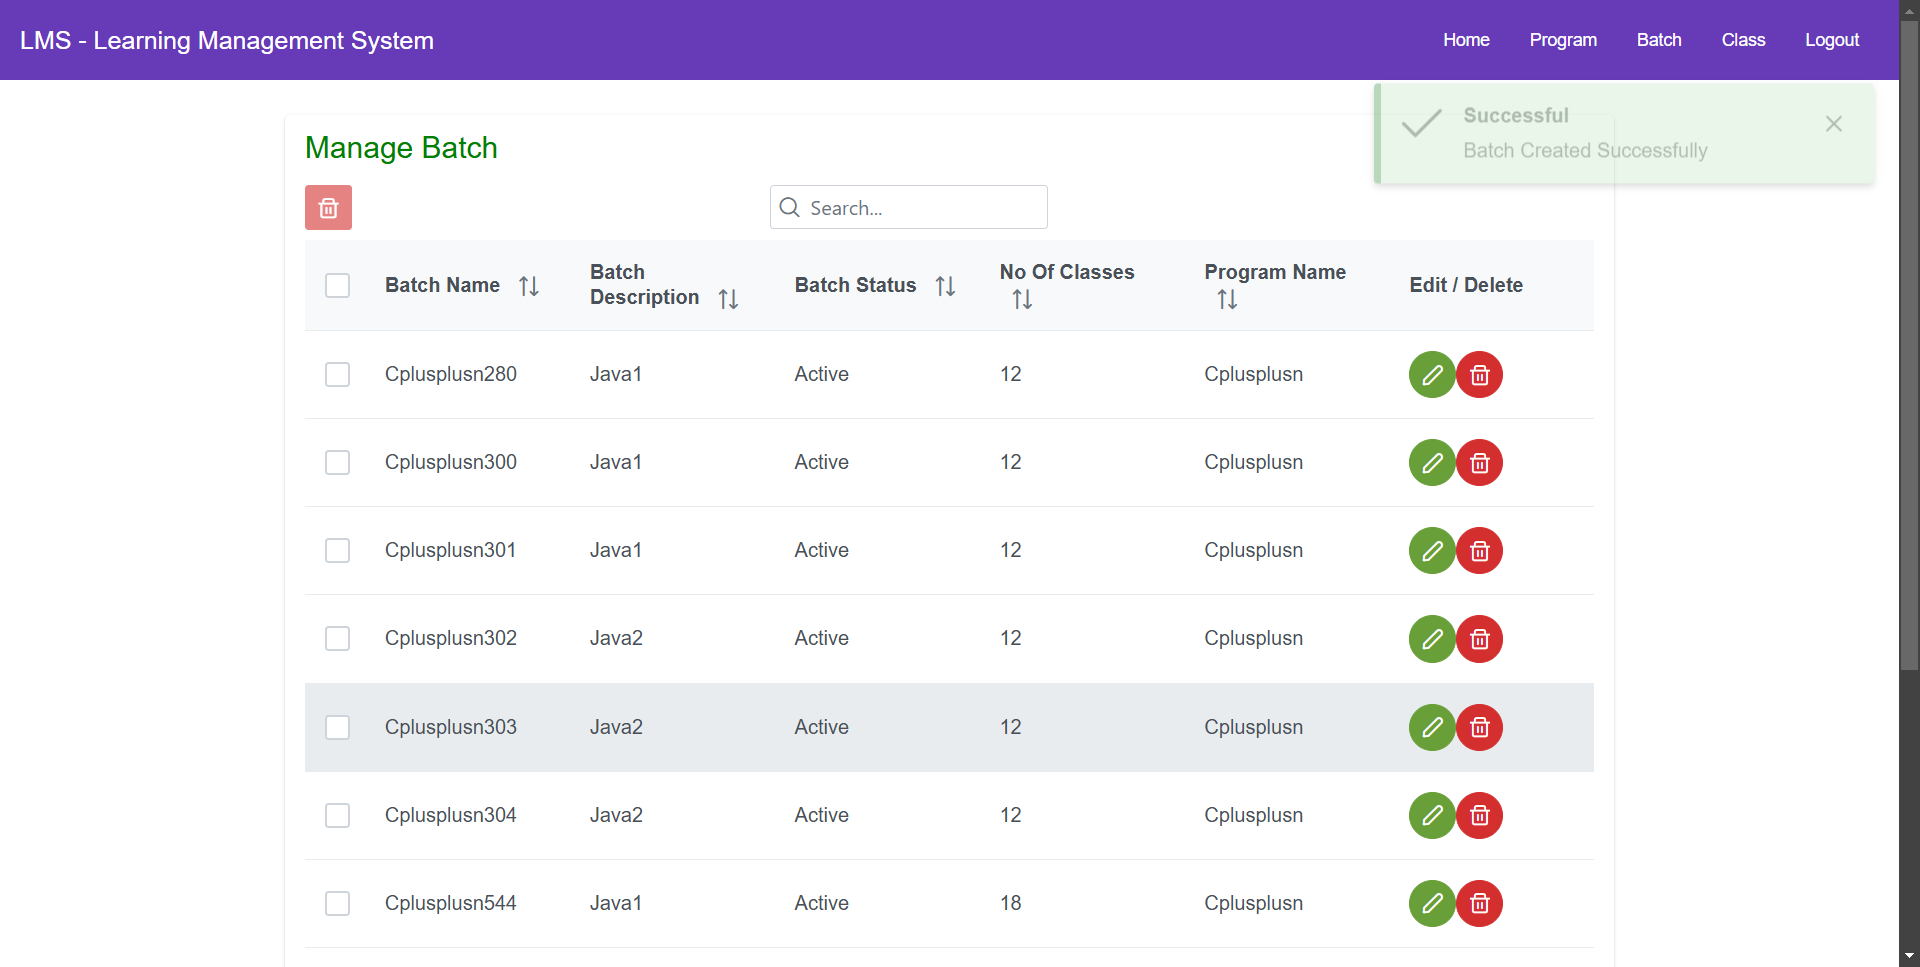 LMS - Learning Management System
Home Program Batch Class Logout
Successful
Batch Created Successfully
Manage Batch
Search...
Batch Name Batch Description Batch Status No Of Classes Program Name Edit / Delete
Cplusplusn280 Java1 Active 12 Cplusplusn
Cplusplusn300 Java1 Active 12 Cplusplusn
Cplusplusn301 Java1 Active 12 Cplusplusn
Cplusplusn302 Java2 Active 12 Cplusplusn
Cplusplusn303 Java2 Active 12 Cplusplusn
Cplusplusn304 Java2 Active 12 Cplusplusn
Cplusplusn544 Java1 Active 18 Cplusplusn